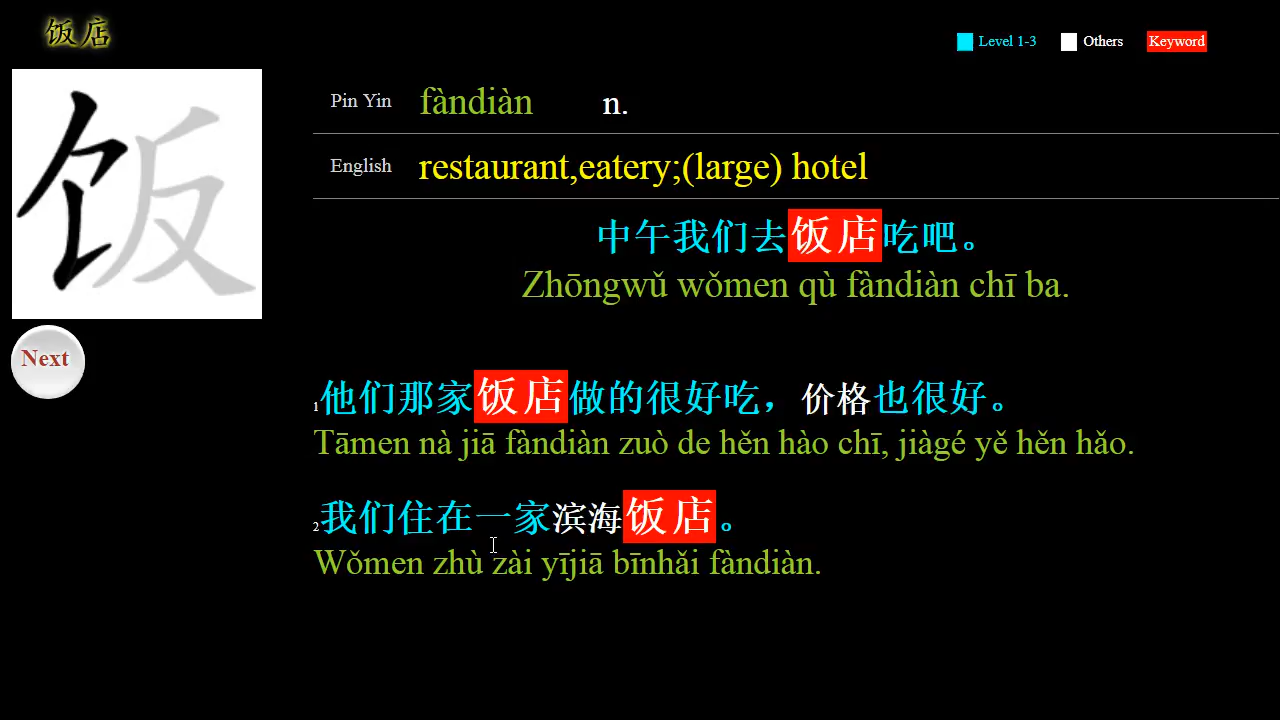 饭店
Level 1-3 Others Keyword
饭
Pin Yin fàndiàn n.
English restaurant,eatery;(large) hotel
中午我们去饭店吃吧。
Zhōngwǔ wǒmen qù fàndiàn chī ba.
Next
1他们那家饭店做的很好吃，价格也很好。
Tāmen nà jiā fàndiàn zuò de hěn hào chī, jiàgé yě hěn hǎo.
2我们住在一家滨海饭店。
Wǒmen zhù zài yījiā bīnhǎi fàndiàn.